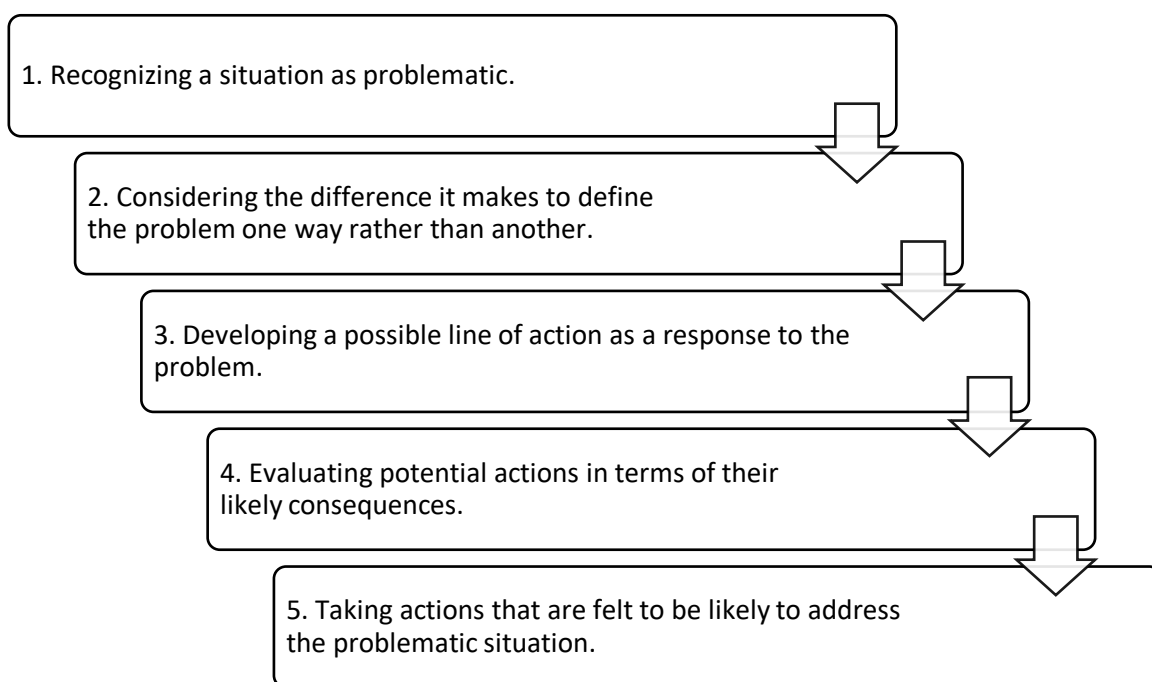 1. Recognizing a situation as problematic.
2. Considering the difference it makes to define
the problem one way rather than another.
3. Developing a possible line of action as a response to the
problem.
4. Evaluating potential actions in terms of their
likely consequences.
5. Taking actions that are felt to be likely to address
the problematic situation.